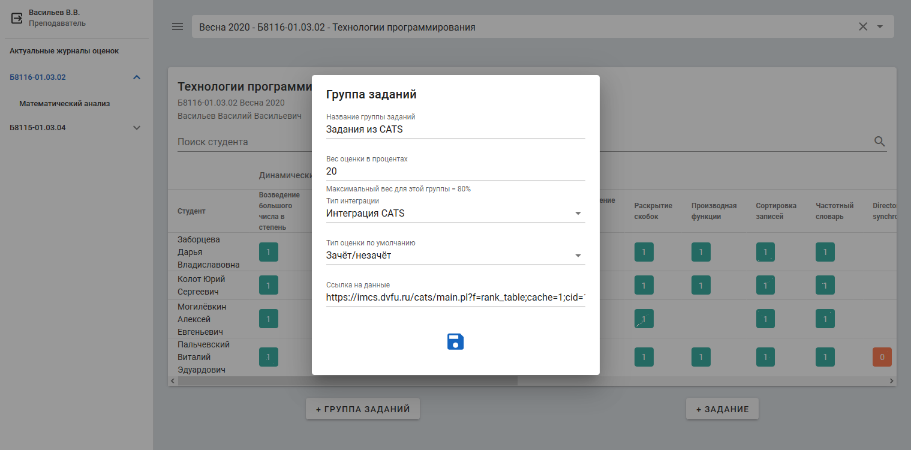 Васильев В.В.
Преподаватель
Весна 2020 - Б8116-01.03.02 - Технологии программирования
Актуальные журналы оценок
Б8116-01.03.02
Математический анализ
Б8115-01.03.04
Технологии программи
Б8116-01.03.02 Весна 2020
Васильев Василий Васильевич
Поиск студента
Динамически
Студент
Возведение
большого
числа в
степень
ение
Раскрытие
скобок
Производная
функции
Сортировка
записей
Частотный
словарь
Director
synchro
Заборцева
Дарья
Владиславовна
1
1
1
1
1
Колот Юрий
Сергеевич
1
1
1
1
1
Могилёвкин
Алексей
Евгеньевич
1
1
1
1
Пальчевский
Виталий
Эдуардович
1
1
1
1
1
0
+ ГРУППА ЗАДАНИЙ
+ ЗАДАНИЕ
Группа заданий
Название группы заданий
Задания из CATS
Вес оценки в процентах
20
Максимальный вес для этой группы = 80%
Тип интеграции
Интеграция CATS
Тип оценки по умолчанию
Зачёт/незачёт
Ссылка на данные
https://imcs.dvfu.ru/cats/main.pl?f=rank_table;cache=1;cid=